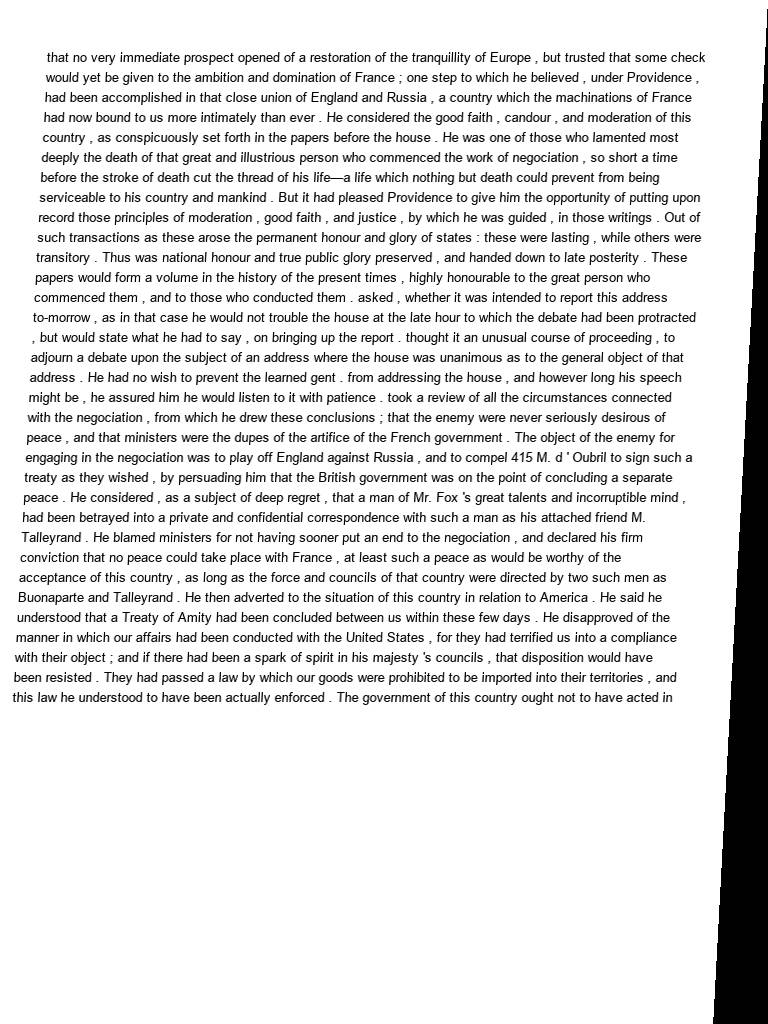 that no very immediate prospect opened of a restoration of the tranquillity of Europe , but trusted that some check
would yet be given to the ambition and domination of France ; one step to which he believed , under Providence ,
had been accomplished in that close union of England and Russia , a country which the machinations of France
had now bound to us more intimately than ever . He considered the good faith , candour , and moderation of this
country , as conspicuously set forth in the papers before the house . He was one of those who lamented most
deeply the death of that great and illustrious person who commenced the work of negociation , so short a time
before the stroke of death cut the thread of his life—a life which nothing but death could prevent from being
serviceable to his country and mankind . But it had pleased Providence to give him the opportunity of putting upon
record those principles of moderation , good faith , and justice , by which he was guided , in those writings . Out of
such transactions as these arose the permanent honour and glory of states : these were lasting , while others were
transitory . Thus was national honour and true public glory preserved , and handed down to late posterity . These
papers would form a volume in the history of the present times , highly honourable to the great person who
commenced them , and to those who conducted them . asked , whether it was intended to report this address
to-morrow , as in that case he would not trouble the house at the late hour to which the debate had been protracted
, but would state what he had to say , on bringing up the report . thought it an unusual course of proceeding , to
adjourn a debate upon the subject of an address where the house was unanimous as to the general object of that
address . He had no wish to prevent the learned gent . from addressing the house , and however long his speech
might be , he assured him he would listen to it with patience . took a review of all the circumstances connected
with the negociation , from which he drew these conclusions ; that the enemy were never seriously desirous of
peace , and that ministers were the dupes of the artifice of the French government . The object of the enemy for
engaging in the negociation was to play off England against Russia , and to compel 415 M. d ' Oubril to sign such a
treaty as they wished , by persuading him that the British government was on the point of concluding a separate
peace . He considered , as a subject of deep regret , that a man of Mr. Fox 's great talents and incorruptible mind ,
had been betrayed into a private and confidential correspondence with such a man as his attached friend M.
Talleyrand . He blamed ministers for not having sooner put an end to the negociation , and declared his firm
conviction that no peace could take place with France , at least such a peace as would be worthy of the
acceptance of this country , as long as the force and councils of that country were directed by two such men as
Buonaparte and Talleyrand . He then adverted to the situation of this country in relation to America . He said he
understood that a Treaty of Amity had been concluded between us within these few days . He disapproved of the
manner in which our affairs had been conducted with the United States , for they had terrified us into a compliance
with their object ; and if there had been a spark of spirit in his majesty 's councils , that disposition would have
been resisted . They had passed a law by which our goods were prohibited to be imported into their territories , and
this law he understood to have been actually enforced . The government of this country ought not to have acted in